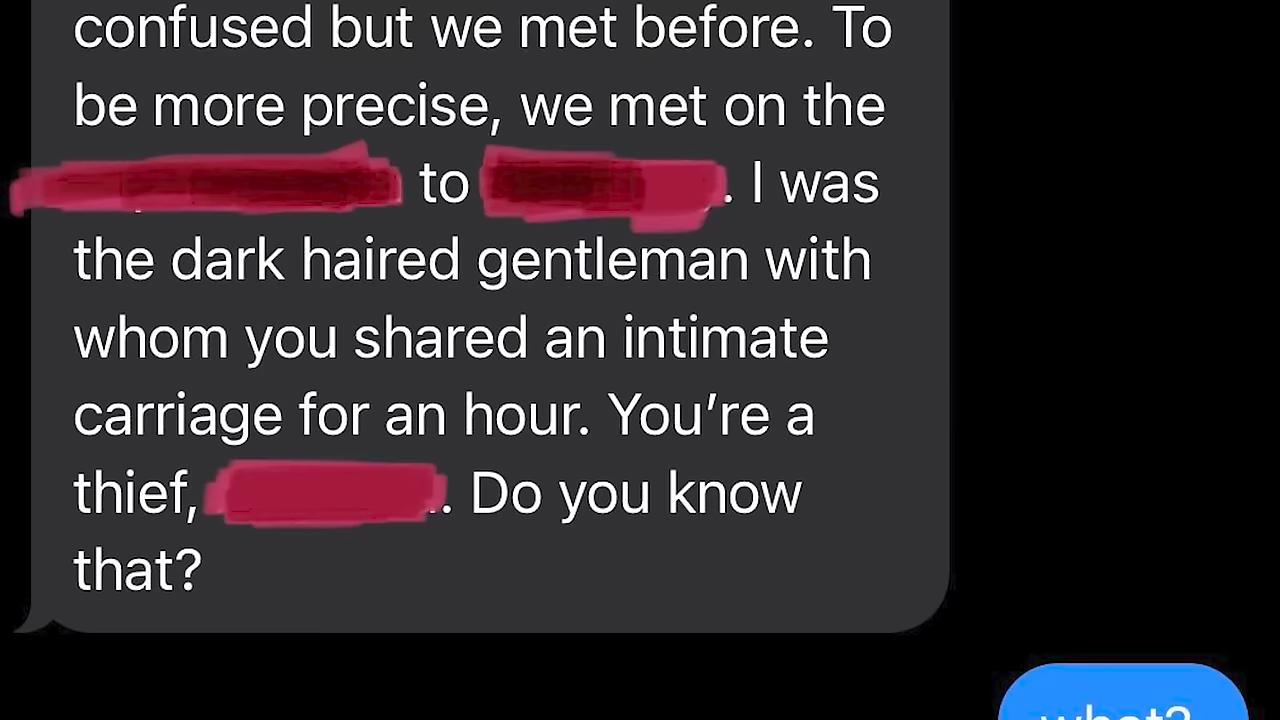 confused but we met before. To
be more precise, we met on the
to . I was
the dark haired gentleman with
whom you shared an intimate
carriage for an hour. You’re a
thief, . Do you know
that?
what?